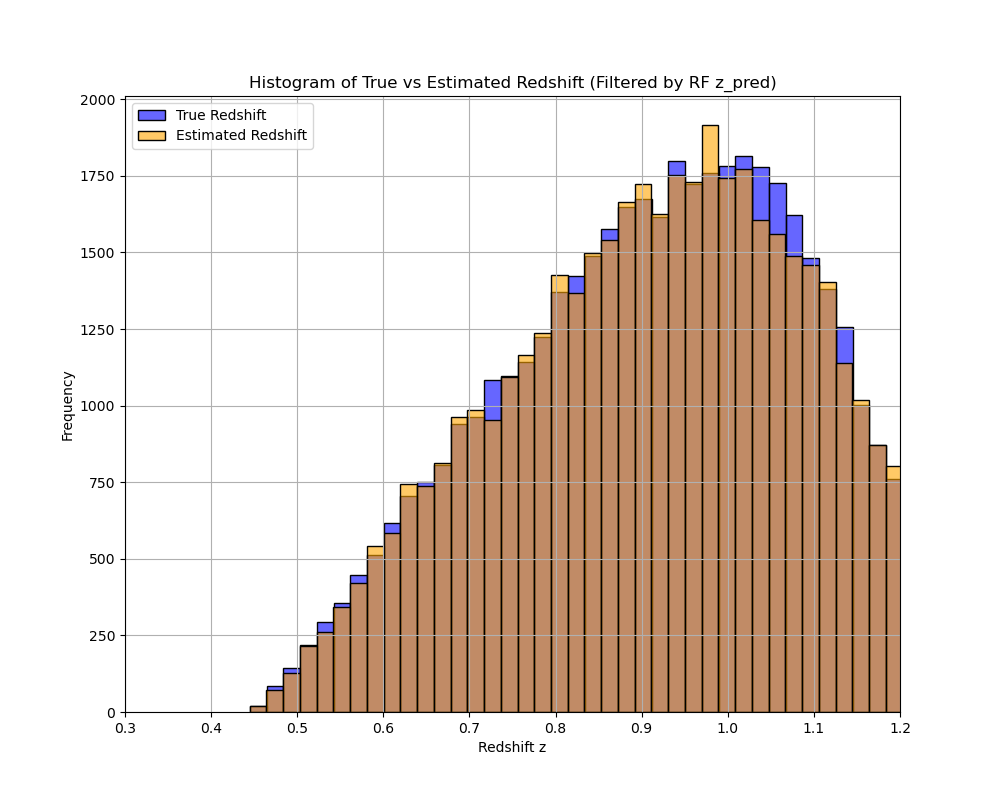 Histogram of True vs Estimated Redshift (Filtered by RF z_pred)
True Redshift
Estimated Redshift
2000
1750
1500
1250
1000
750
500
250
0
Frequency
0.3 0.4 0.5 0.6 0.7 0.8 0.9 1.0 1.1 1.2
Redshift z